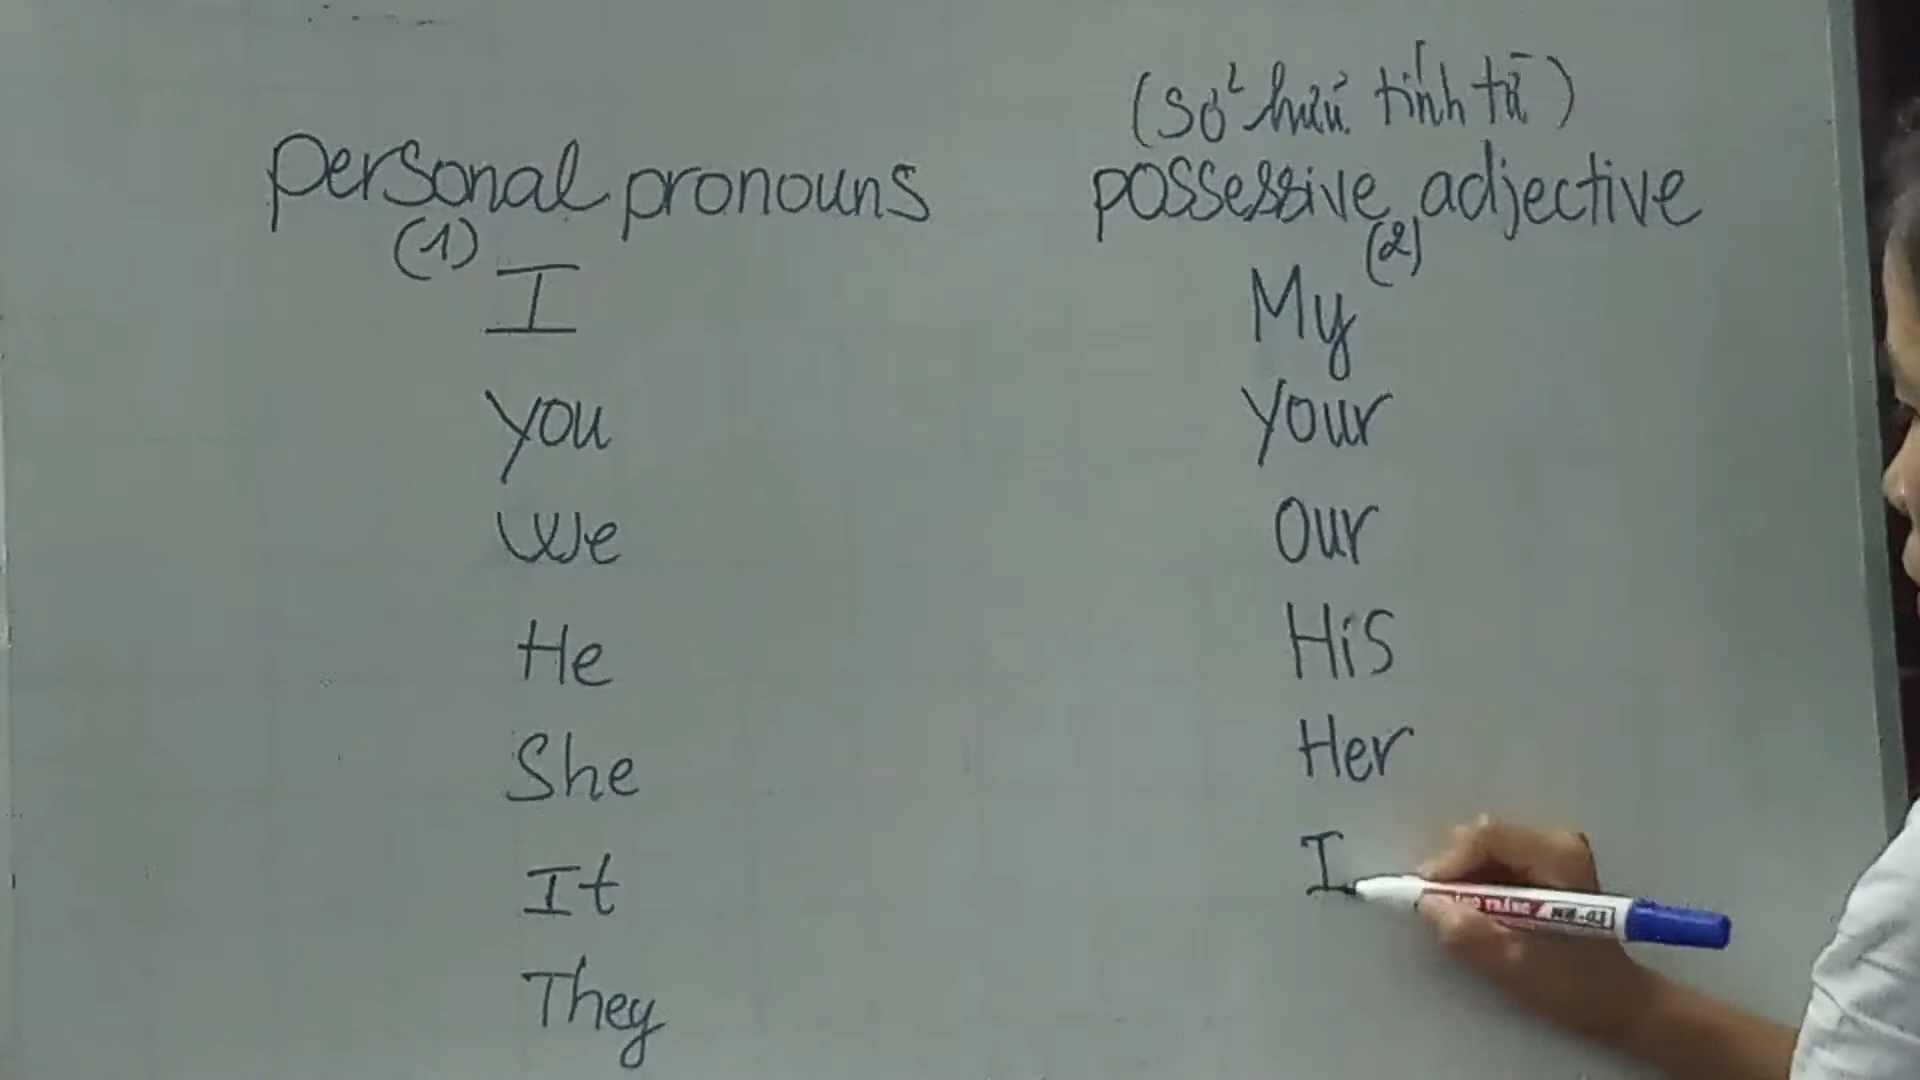 (Sở hữu tính từ)
personal pronouns possessive adjective
(1) (2)
I My
you your
We Our
He His
She Her
It I
They